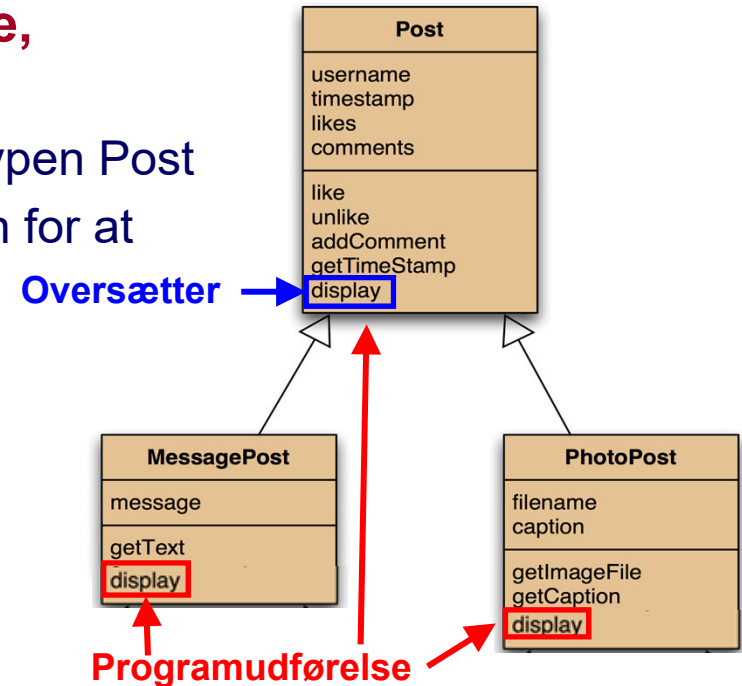 e,
ypen Post
n for at
Oversætter
Post
username
timestamp
likes
comments
like
unlike
addComment
getTimeStamp
display
MessagePost
message
getText
display
PhotoPost
filename
caption
getImageFile
getCaption
display
Programudførelse